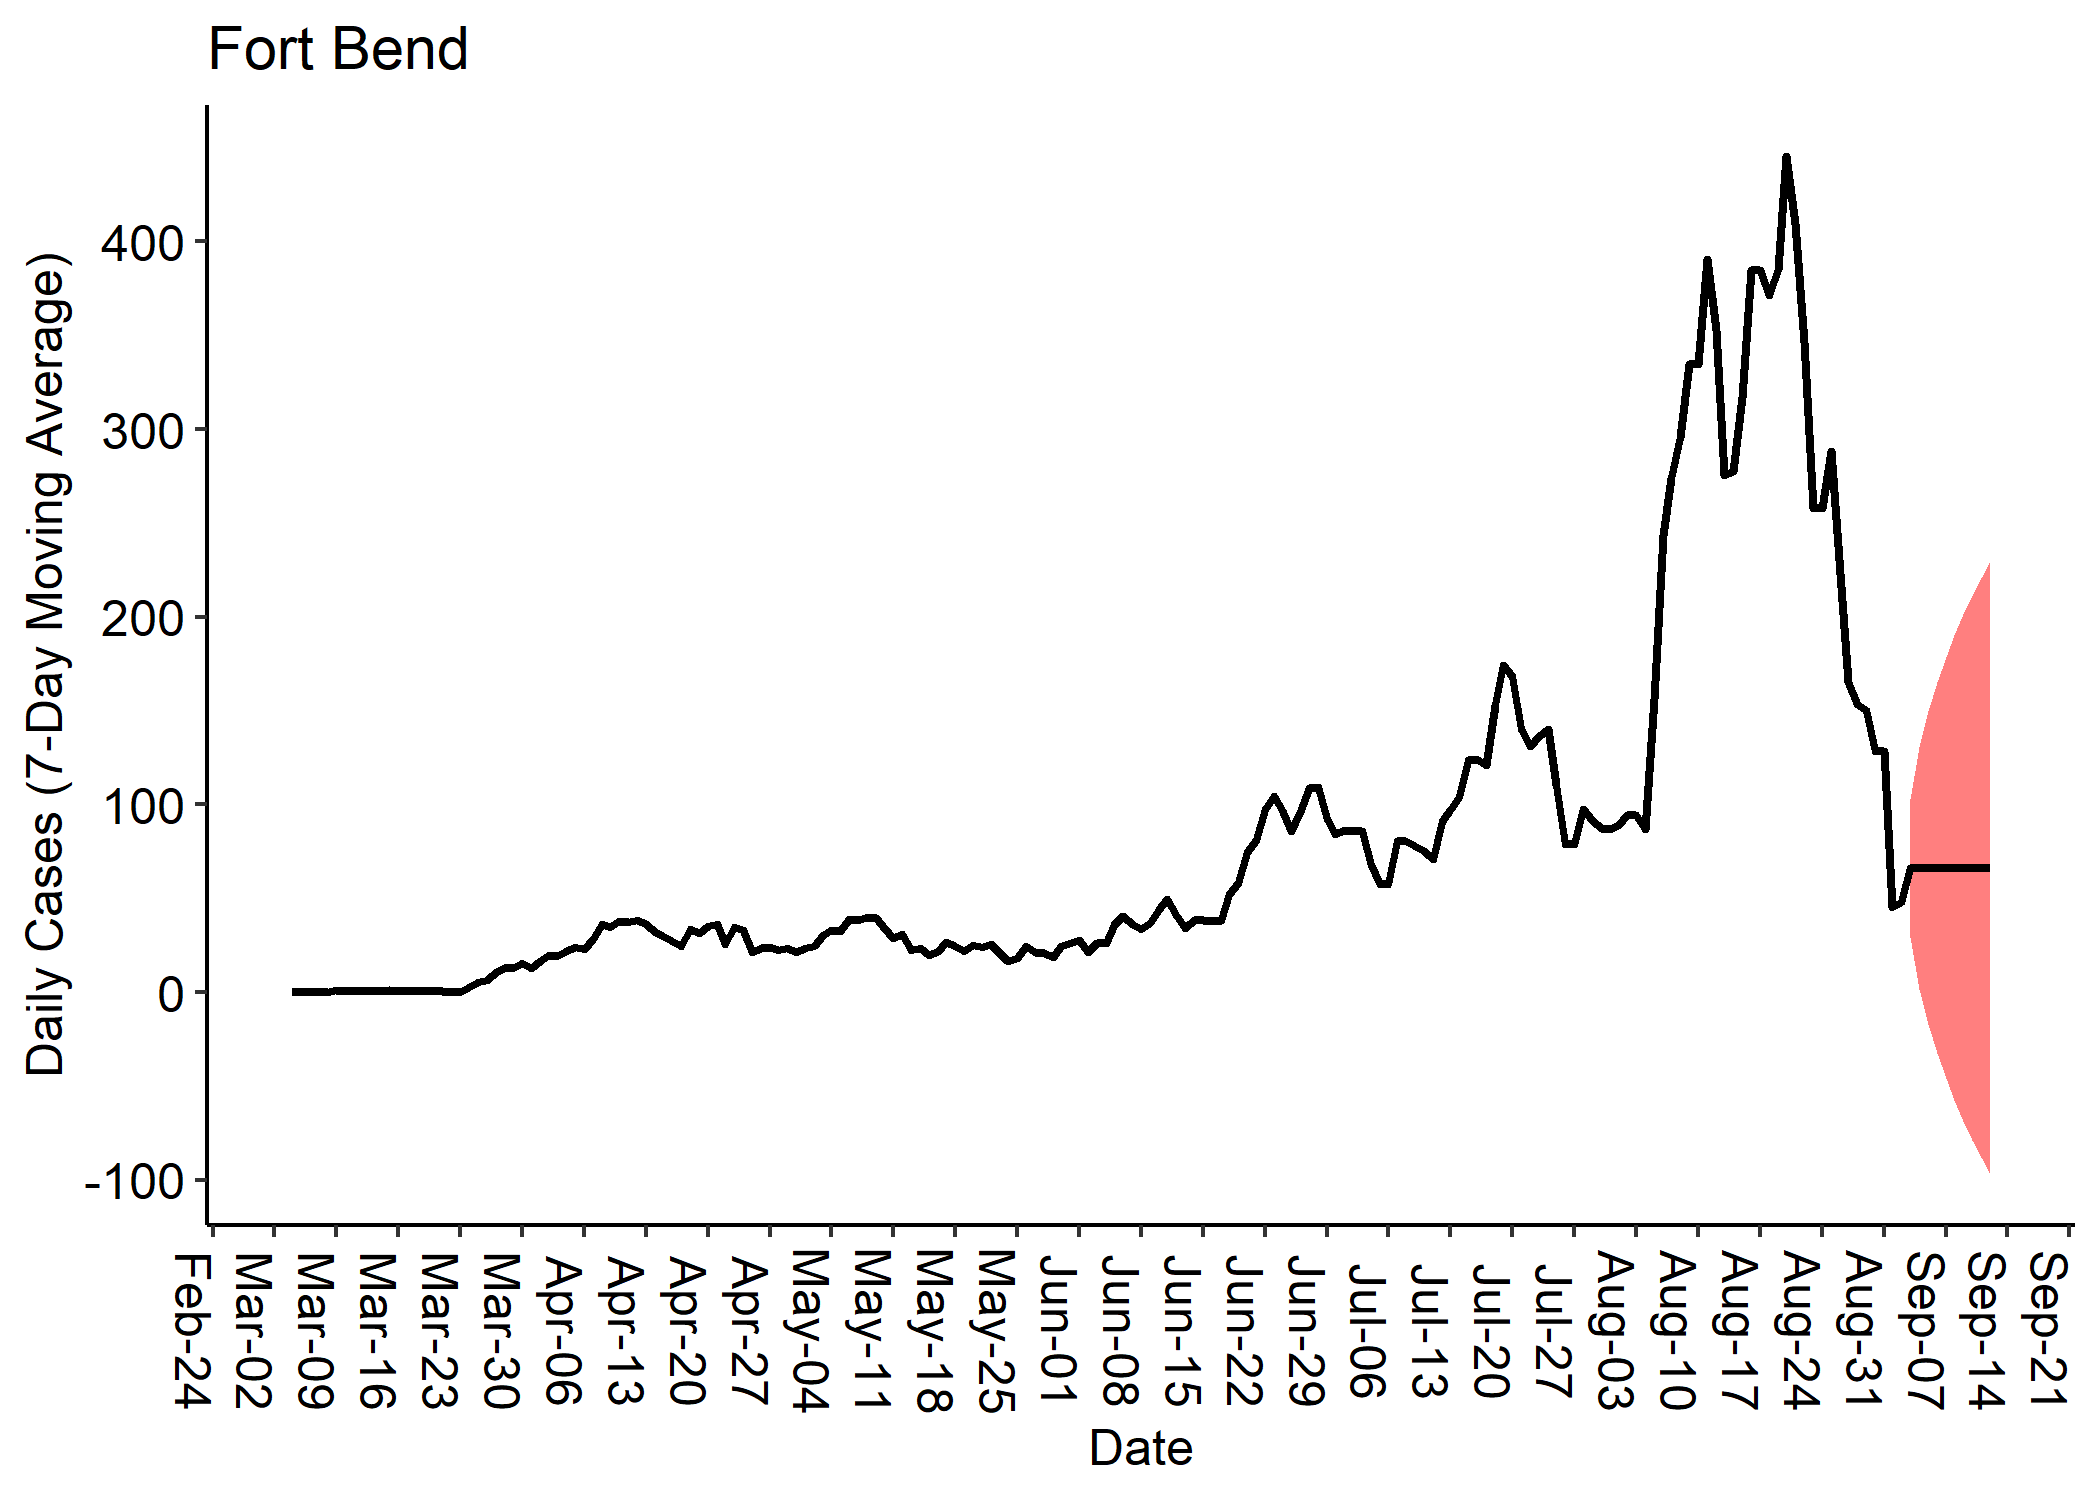 Fort Bend
Daily Cases (7-Day Moving Average)
400
300
200
100
0
-100
Feb-24
Mar-02
Mar-09
Mar-16
Mar-23
Mar-30
Apr-06
Apr-13
Apr-20
Apr-27
May-04
May-11
May-18
May-25
Jun-01
Jun-08
Jun-15
Jun-22
Jun-29
Jul-06
Jul-13
Jul-20
Jul-27
Aug-03
Aug-10
Aug-17
Aug-24
Aug-31
Sep-07
Sep-14
Sep-21
Date